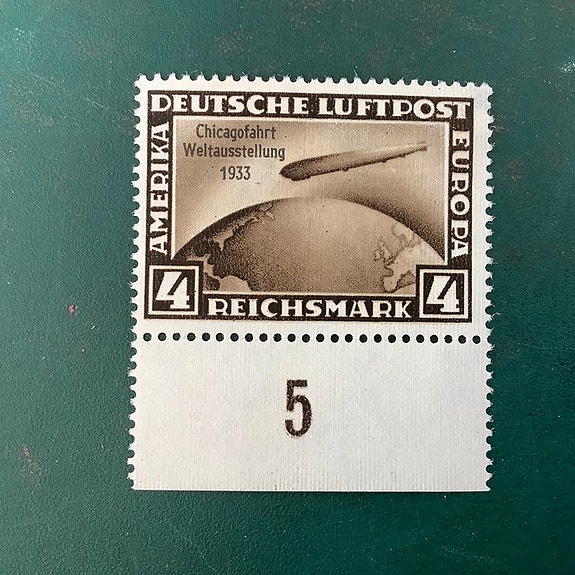 DEUTSCHE LUFTPOST
AMERIKA
EUROPA
Chicagofahrt
Weltausstellung
1933
4
REICHSMARK
4
5